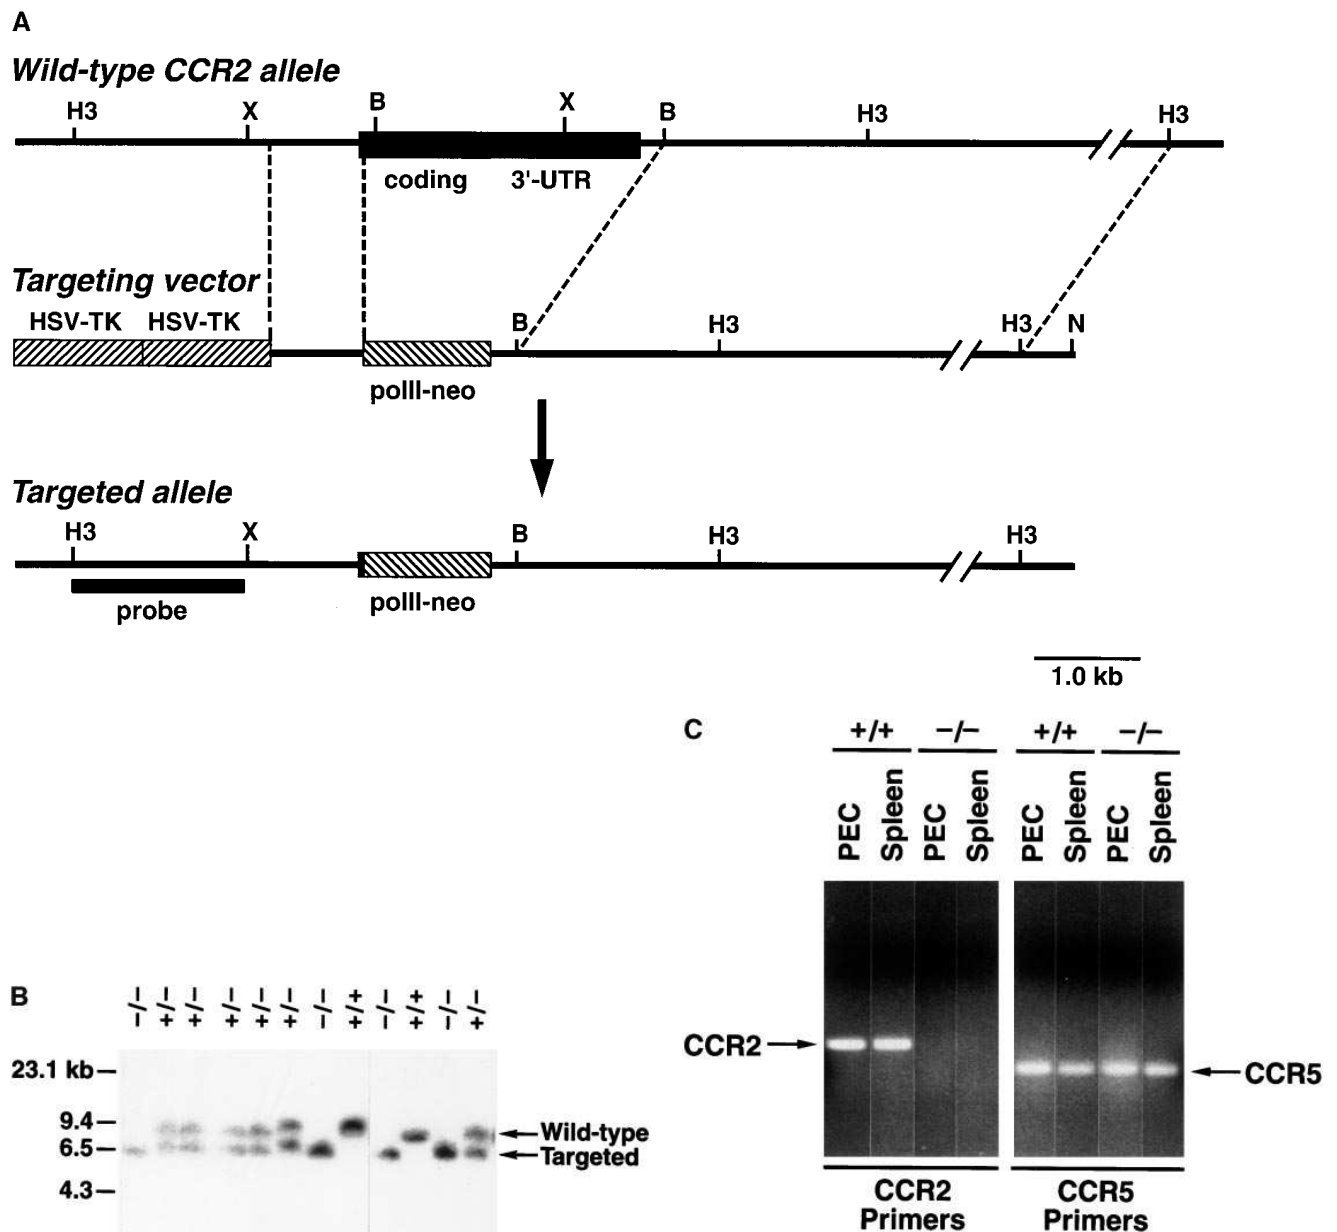 A
Wild-type CCR2 allele
H3 X B X B H3 H3
coding 3'-UTR
Targeting vector
HSV-TK HSV-TK B H3 H3 N
polII-neo
Targeted allele
H3 X B H3 H3
probe polII-neo
1.0 kb
C
+/+ −/− +/+ −/−
PEC Spleen PEC Spleen PEC Spleen PEC Spleen
CCR2
CCR5
CCR2 Primers
CCR5 Primers
B
−/− +/− +/− +/− +/− +/− −/− +/+ −/− +/+ −/− +/−
23.1 kb
9.4
6.5
4.3
Wild-type
Targeted